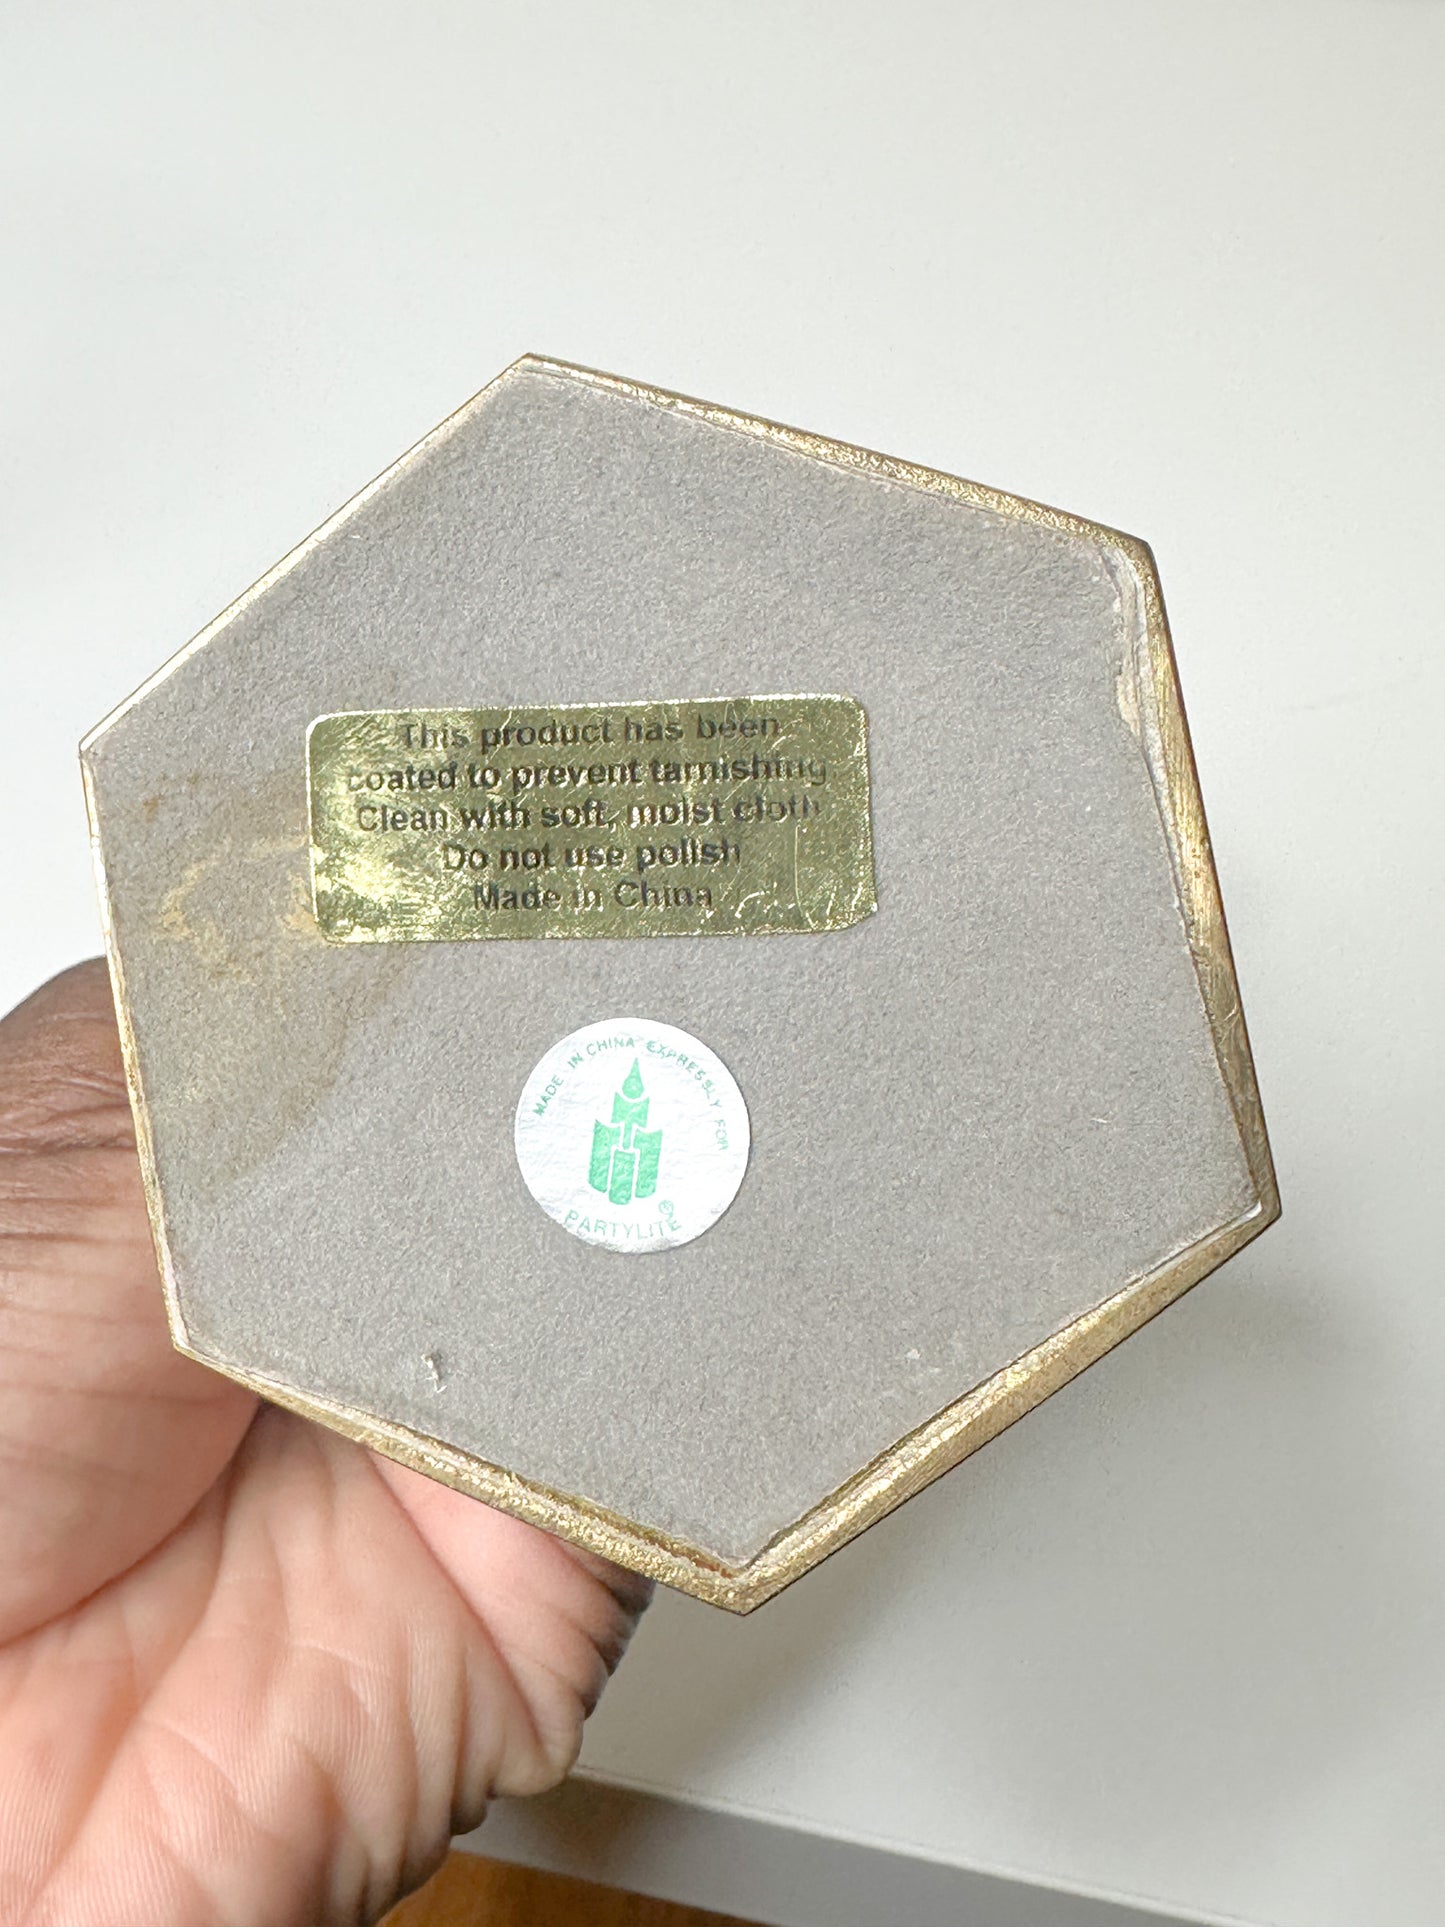 This product has been
coated to prevent tarnishing
Clean with soft, moist cloth
Do not use polish
Made in China
MADE IN CHINA EXPRESSLY FOR
PARTYLITE®